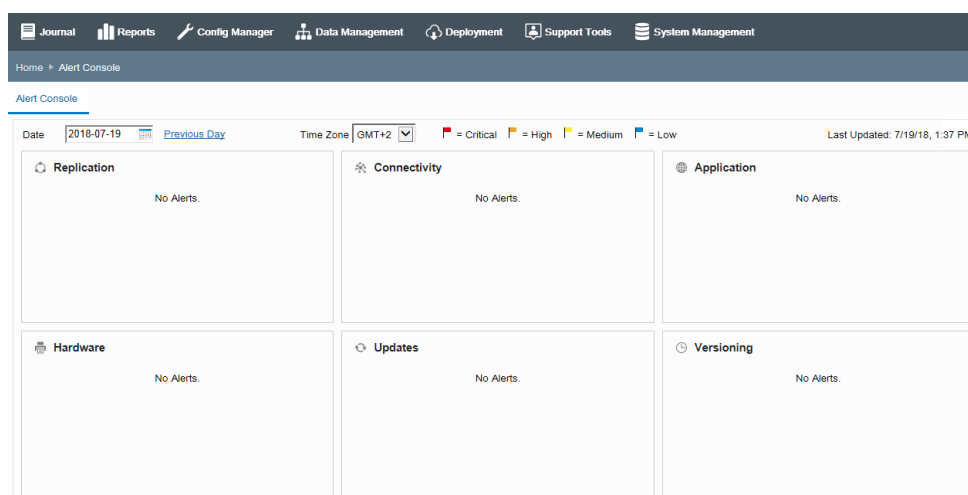 Journal Reports Config Manager Data Management Deployment Support Tools System Management
Home Alert Console
Alert Console
Date 2018-07-19 Previous Day Time Zone GMT+2 = Critical = High = Medium = Low Last Updated: 7/19/18, 1:37 PM
Replication Connectivity Application
No Alerts. No Alerts. No Alerts.
Hardware Updates Versioning
No Alerts. No Alerts. No Alerts.